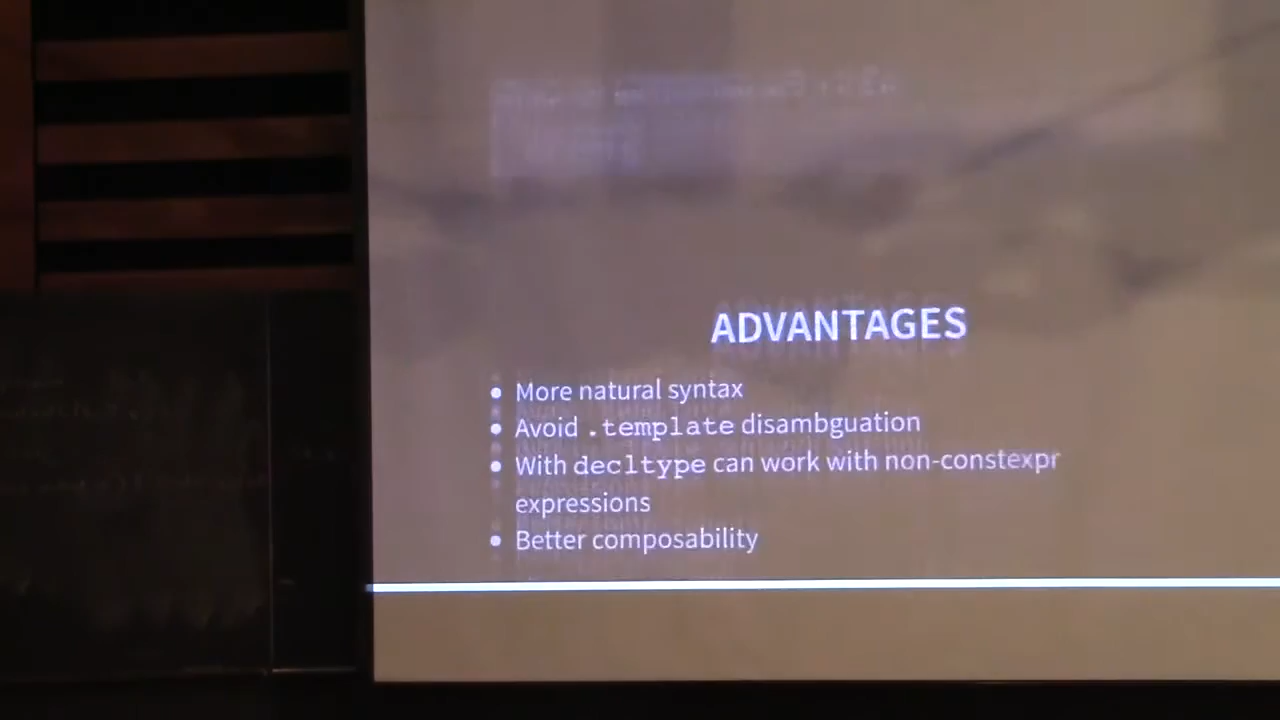 ADVANTAGES
• More natural syntax
• Avoid .template disambguation
• With decltype can work with non-constexpr
expressions
• Better composability